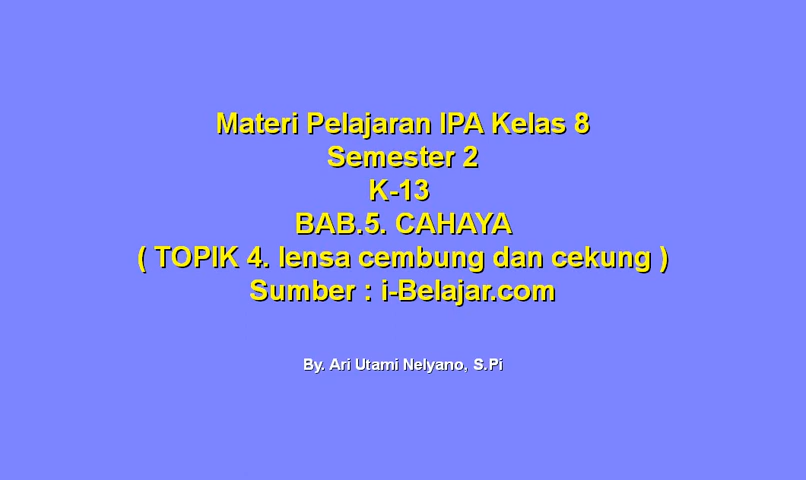 Materi Pelajaran IPA Kelas 8
Semester 2
K-13
BAB.5. CAHAYA
( TOPIK 4. lensa cembung dan cekung )
Sumber : i-Belajar.com
By. Ari Utami Nelyano, S.Pi